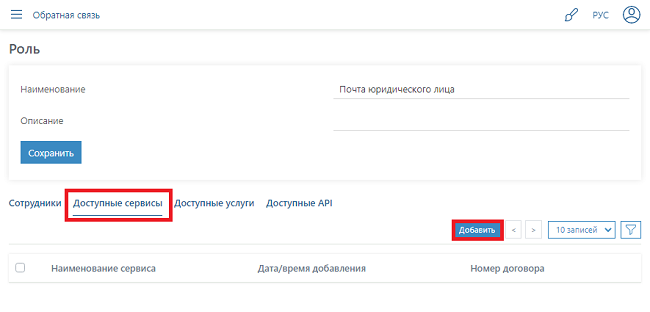 Обратная связь РУС
Роль
Наименование Почта юридического лица
Описание
Сохранить
Сотрудники Доступные сервисы Доступные услуги Доступные API
Добавить < > 10 записей
Наименование сервиса Дата/время добавления Номер договора